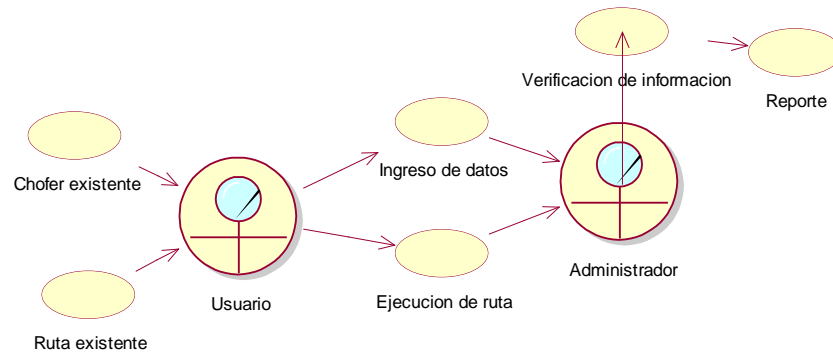 Verificacion de informacion
Reporte
Chofer existente
Ingreso de datos
Administrador
Usuario
Ejecucion de ruta
Ruta existente